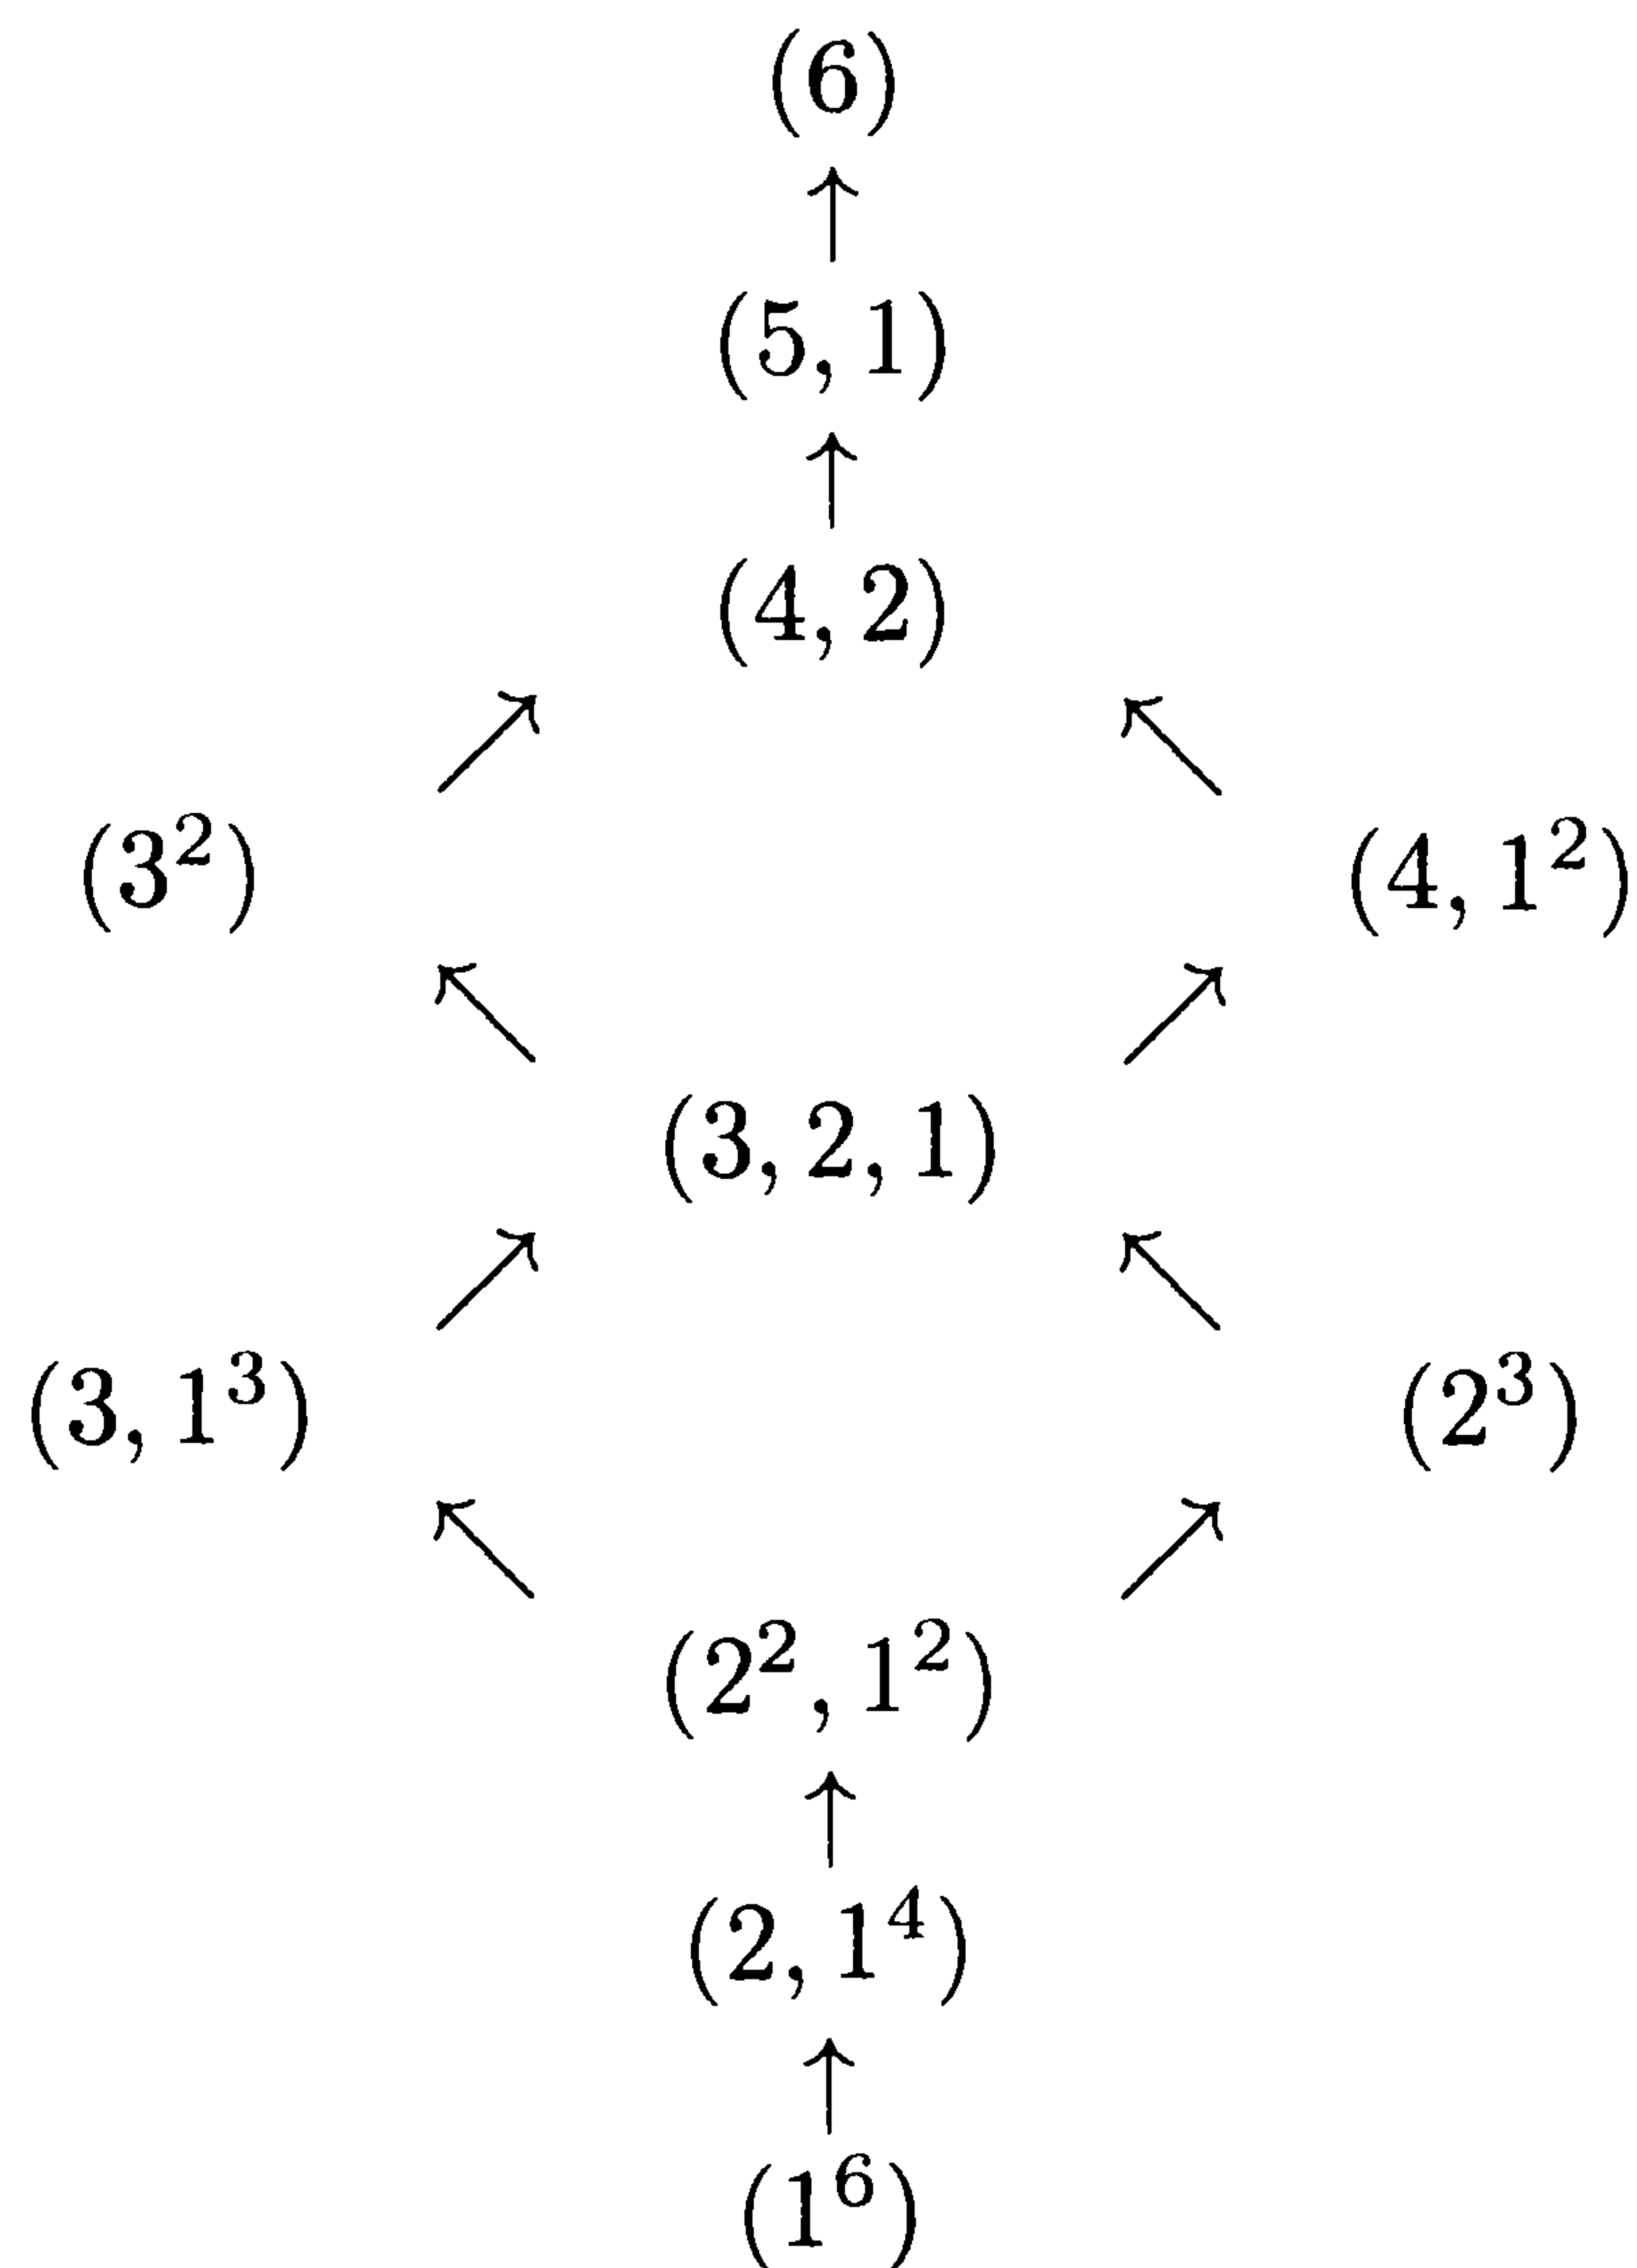 (6)
(5, 1)
(4, 2)
(3²) (4, 1²)
(3, 2, 1)
(3, 1³) (2³)
(2², 1²)
(2, 1⁴)
(1⁶)